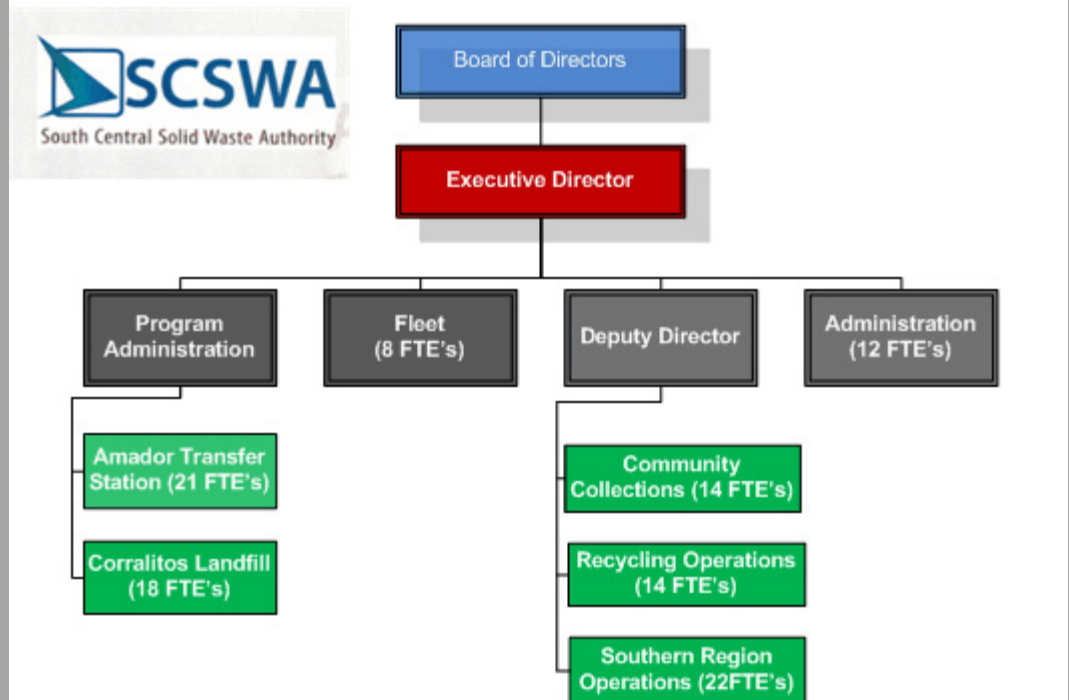 SCSWA
South Central Solid Waste Authority
Board of Directors
Executive Director
Program
Administration
Fleet
(8 FTE's)
Deputy Director
Administration
(12 FTE's)
Amador Transfer
Station (21 FTE's)
Corralitos Landfill
(18 FTE's)
Community
Collections (14 FTE's)
Recycling Operations
(14 FTE's)
Southern Region
Operations (22FTE's)